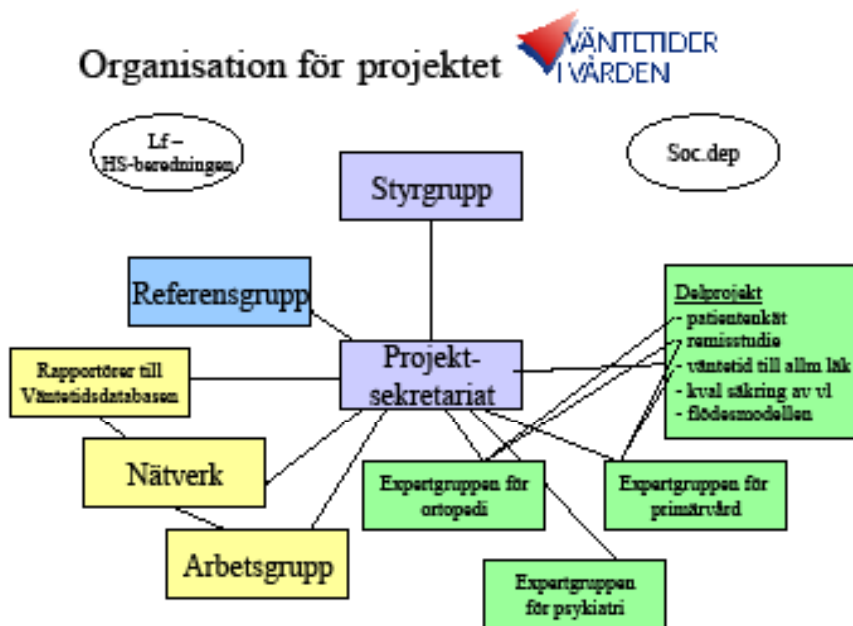 Organisation för projektet
VÄNTETIDER
I VÅRDEN
Lf –
HS-beredningen
Soc.dep
Styrgrupp
Referensgrupp
Delprojekt
- patientenkät
- remisstudie
- väntetid till allm läk
- kval säkring av vl
- flödesmodellen
Projekt-
sekretariat
Rapportörer till
Väntetidsdatabasen
Nätverk
Expertgruppen för
ortopedi
Expertgruppen för
primärvård
Arbetsgrupp
Expertgruppen
för psykiatri